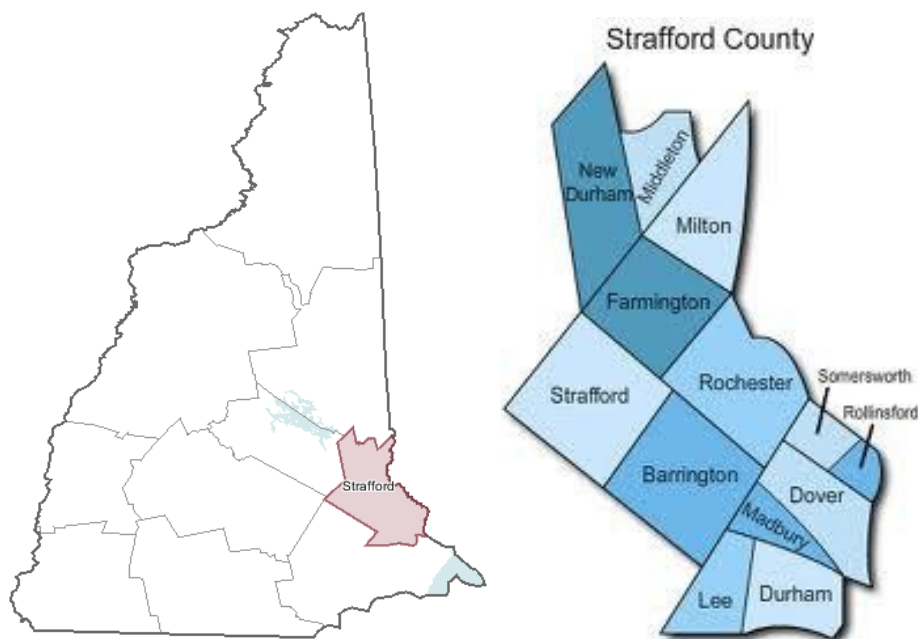 Strafford
Strafford County
New
Durham
Middleton
Milton
Farmington
Strafford
Rochester
Somersworth
Rollinsford
Barrington
Dover
Madbury
Lee
Durham